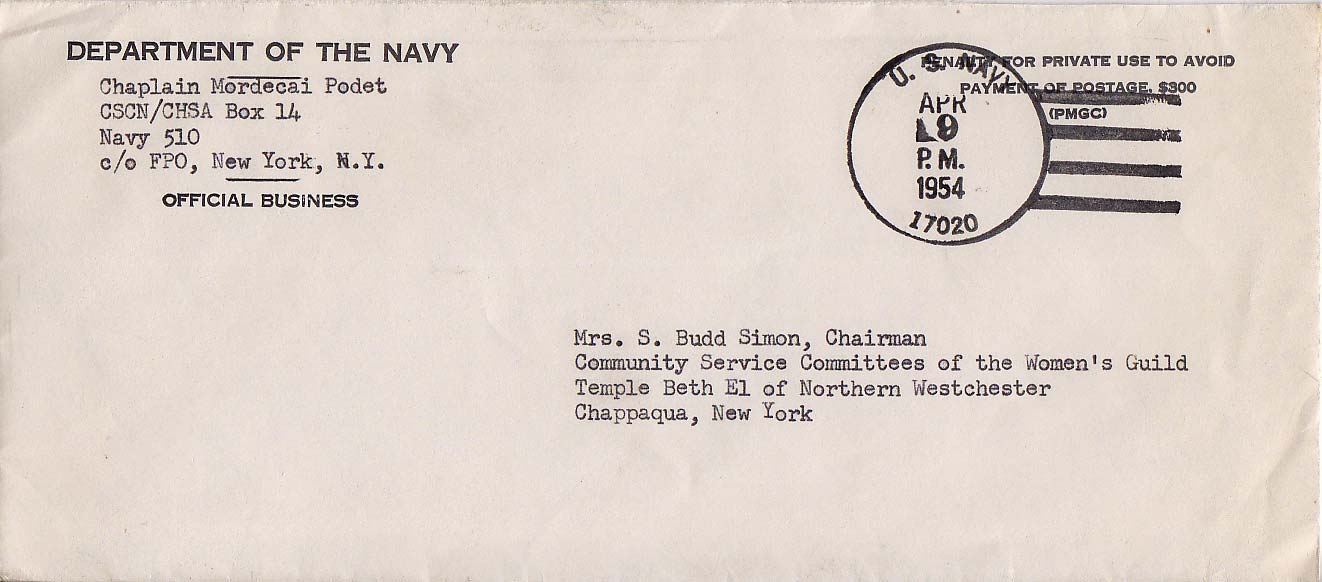 DEPARTMENT OF THE NAVY
Chaplain Mordecai Podet
CSCN/CHSA Box 14
Navy 510
c/o FPO, New York, N.Y.
OFFICIAL BUSINESS
PENALTY FOR PRIVATE USE TO AVOID
PAYMENT OF POSTAGE, $300
(PMGC)
U. S. NAVY
APR
9
P.M.
1954
17020
Mrs. S. Budd Simon, Chairman
Community Service Committees of the Women's Guild
Temple Beth El of Northern Westchester
Chappaqua, New York